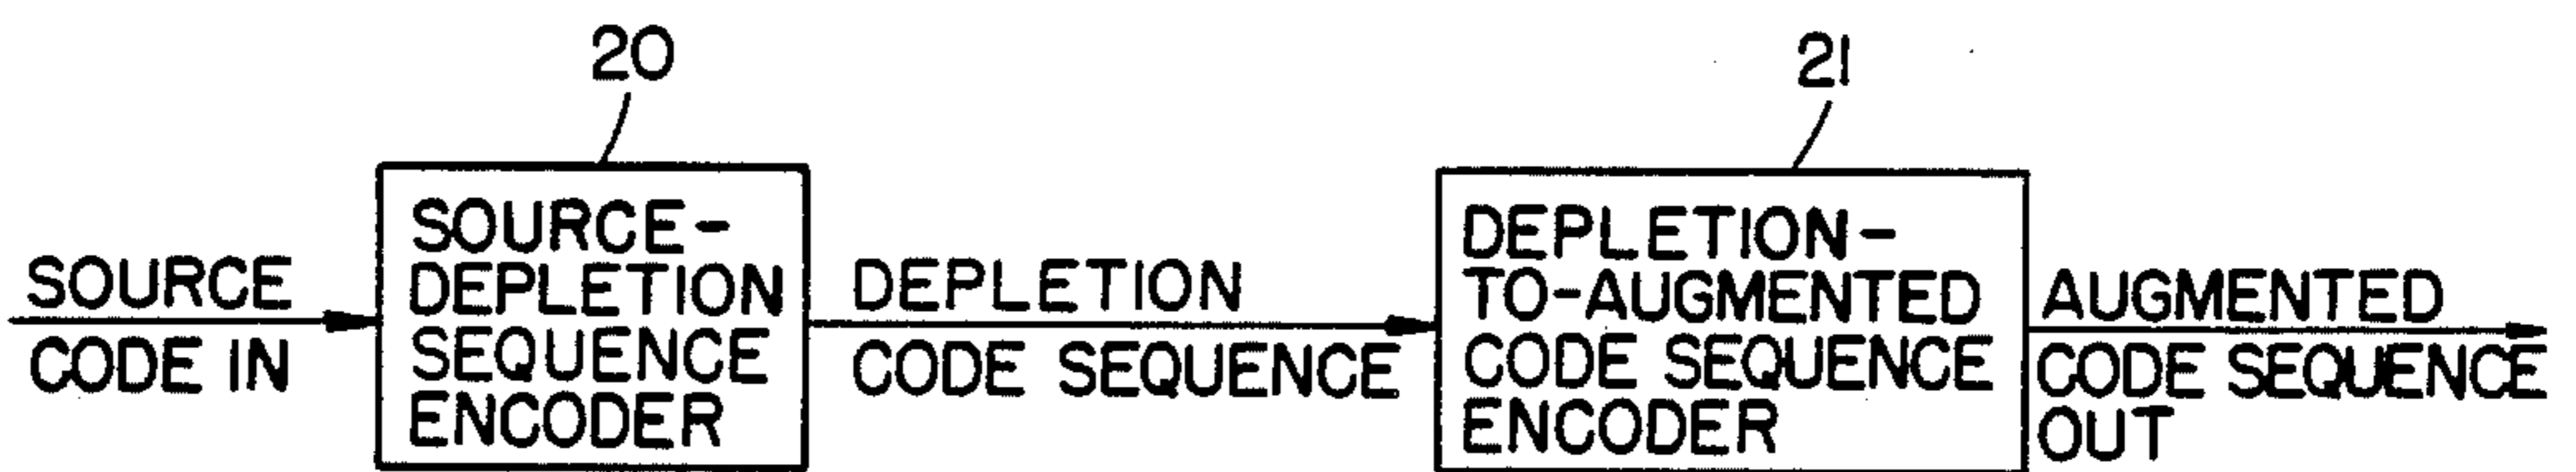 20
21
SOURCE
CODE IN
SOURCE-
DEPLETION
SEQUENCE
ENCODER
DEPLETION
CODE SEQUENCE
DEPLETION-
TO-AUGMENTED
CODE SEQUENCE
ENCODER
AUGMENTED
CODE SEQUENCE
OUT